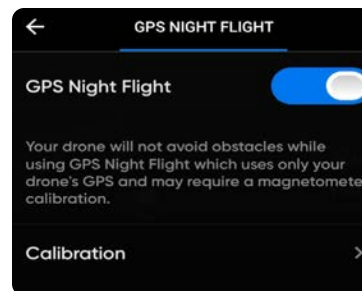 GPS NIGHT FLIGHT
GPS Night Flight
Your drone will not avoid obstacles while
using GPS Night Flight which uses only your
drone's GPS and may require a magnetomete
calibration.
Calibration